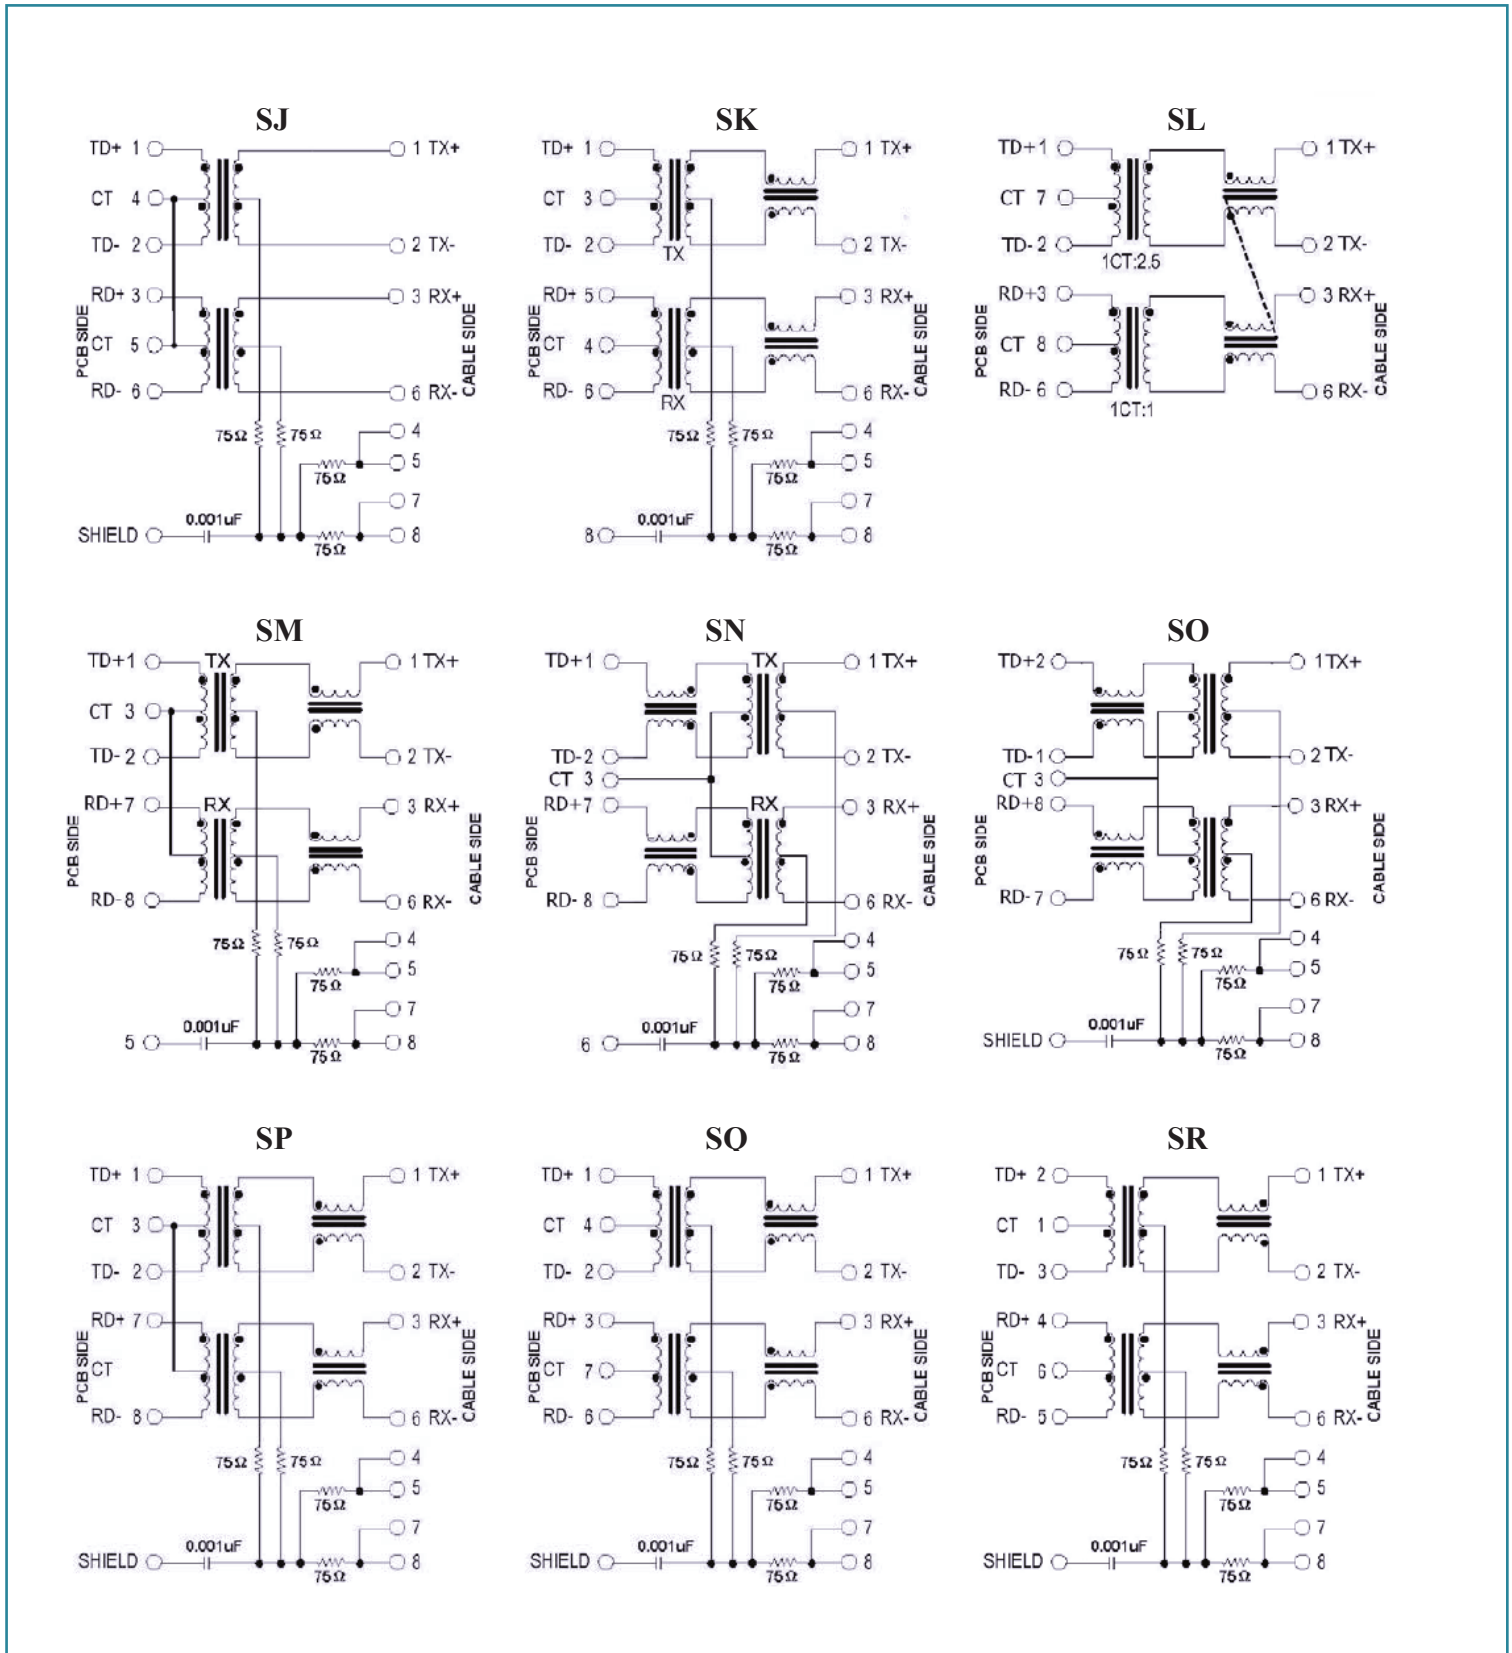 SJ
TD+ 1
1 TX+
CT 4
TD- 2
2 TX-
RD+ 3
3 RX+
PCB SIDE
CABLE SIDE
CT 5
RD- 6
6 RX-
75Ω 75Ω
4
5
75Ω
7
0.001uF
SHIELD
8
75Ω
SK
TD+ 1
1 TX+
CT 3
TD- 2
2 TX-
TX
RD+ 5
3 RX+
PCB SIDE
CABLE SIDE
CT 4
RD- 6
6 RX-
RX
75Ω 75Ω
4
5
75Ω
7
0.001uF
8
8
75Ω
SL
TD+1
1 TX+
CT 7
TD-2
2 TX-
1CT:2.5
RD+3
3 RX+
PCB SIDE
CABLE SIDE
CT 8
RD-6
6 RX-
1CT:1
SM
TD+1
TX
1 TX+
CT 3
TD-2
2 TX-
RD+7
RX
3 RX+
PCB SIDE
CABLE SIDE
RD-8
6 RX-
75Ω 75Ω
4
5
75Ω
7
0.001uF
5
8
75Ω
SN
TD+1
TX
1 TX+
TD-2
2 TX-
CT 3
RD+7
RX
3 RX+
PCB SIDE
CABLE SIDE
RD- 8
6 RX-
75Ω 75Ω
4
5
75Ω
7
0.001uF
6
8
75Ω
SO
TD+2
1 TX+
TD-1
2 TX-
CT 3
RD+8
3 RX+
PCB SIDE
CABLE SIDE
RD-7
6 RX-
75Ω 75Ω
4
5
75Ω
7
0.001uF
SHIELD
8
75Ω
SP
TD+ 1
1 TX+
CT 3
TD- 2
2 TX-
RD+ 7
3 RX+
PCB SIDE
CABLE SIDE
CT
RD- 8
6 RX-
75Ω 75Ω
4
5
75Ω
7
0.001uF
SHIELD
8
75Ω
SQ
TD+ 1
1 TX+
CT 4
TD- 2
2 TX-
RD+ 3
3 RX+
PCB SIDE
CABLE SIDE
CT 7
RD- 6
6 RX-
75Ω 75Ω
4
5
75Ω
7
0.001uF
SHIELD
8
75Ω
SR
TD+ 2
1 TX+
CT 1
TD- 3
2 TX-
RD+ 4
3 RX+
PCB SIDE
CABLE SIDE
CT 6
RD- 5
6 RX-
75Ω 75Ω
4
5
75Ω
7
0.001uF
SHIELD
8
75Ω